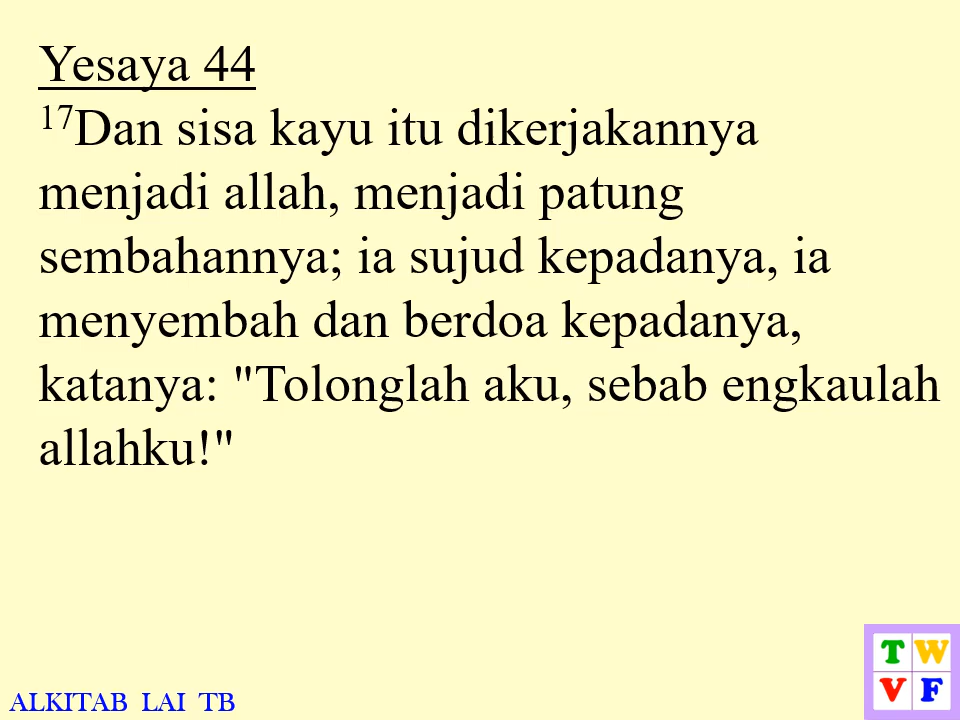 Yesaya 44
17Dan sisa kayu itu dikerjakannya
menjadi allah, menjadi patung
sembahannya; ia sujud kepadanya, ia
menyembah dan berdoa kepadanya,
katanya: "Tolonglah aku, sebab engkaulah
allahku!"
T W
V F
ALKITAB LAI TB